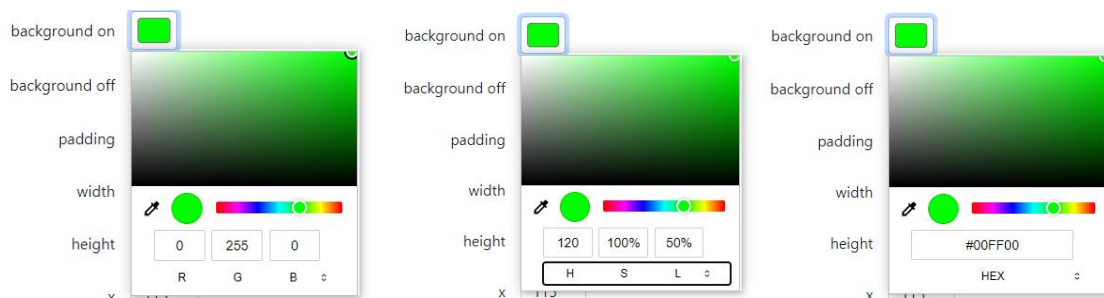 background on
background off
padding
width
height
0 255 0
R G B
x
background on
background off
padding
width
height
120 100% 50%
H S L
x
background on
background off
padding
width
height
#00FF00
HEX
x